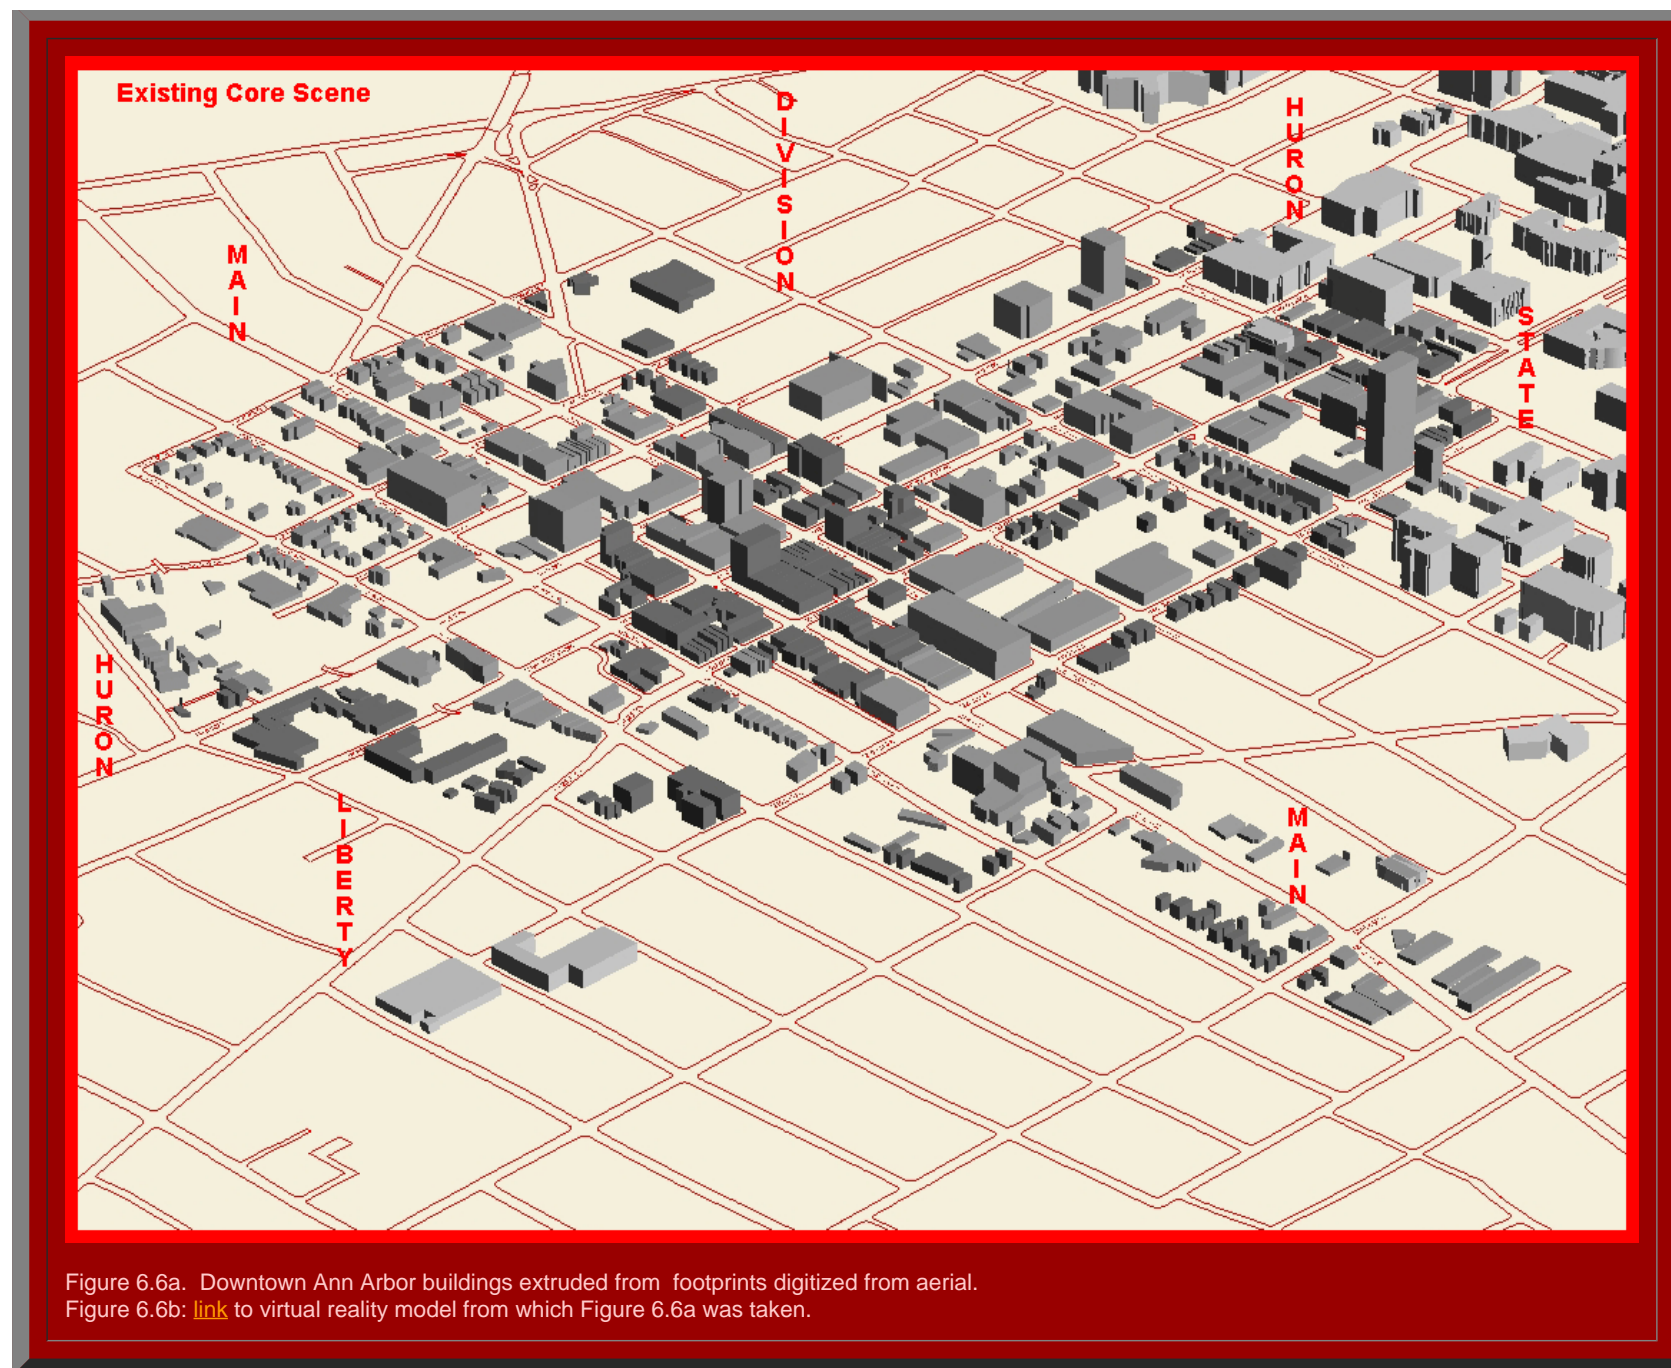 Existing Core Scene
DIVISION
HURON
MAIN
STATE
HURON
LIBERTY
MAIN
Figure 6.6a.  Downtown Ann Arbor buildings extruded from  footprints digitized from aerial.
Figure 6.6b: link to virtual reality model from which Figure 6.6a was taken.